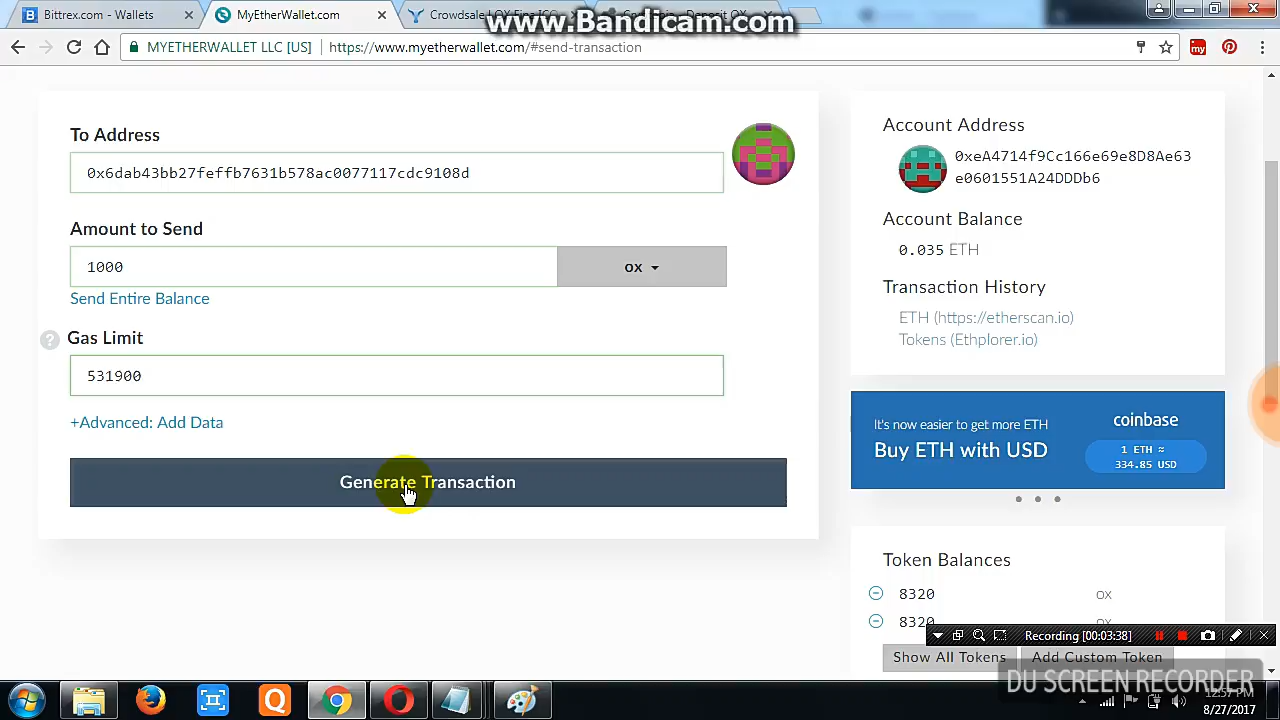 www.Bandicam.com
Bittrex.com - Wallets
MyEtherWallet.com
MYETHERWALLET LLC [US]
https://www.myetherwallet.com/#send-transaction
To Address
0x6dab43bb27feffb7631b578ac0077117cdc9108d
Amount to Send
1000
ox
Send Entire Balance
? Gas Limit
531900
+Advanced: Add Data
Generate Transaction
Account Address
0xeA4714f9Cc166e69e8D8Ae63
e0601551A24DDDb6
Account Balance
0.035 ETH
Transaction History
ETH (https://etherscan.io)
Tokens (Ethplorer.io)
It's now easier to get more ETH
Buy ETH with USD
coinbase
1 ETH ≈
334.85 USD
Token Balances
8320 ox
8320 ox
Recording [00:03:38]
Show All Tokens
Add Custom Token
DU SCREEN RECORDER
12:57 PM
8/27/2017